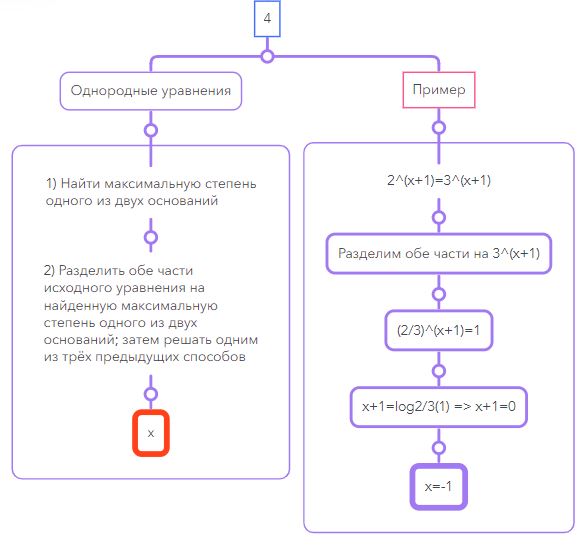 4
Однородные уравнения
1) Найти максимальную степень
одного из двух оснований
2) Разделить обе части
исходного уравнения на
найденную максимальную
степень одного из двух
оснований; затем решать одним
из трёх предыдущих способов
x
Пример
2^(x+1)=3^(x+1)
Разделим обе части на 3^(x+1)
(2/3)^(x+1)=1
x+1=log2/3(1) => x+1=0
x=-1